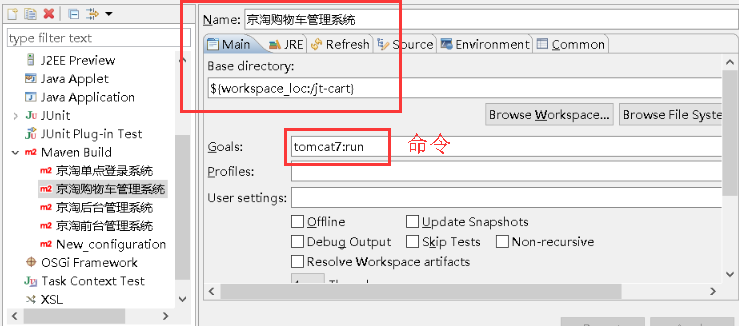 type filter text
J2EE Preview
Java Applet
Java Application
JUnit
JUnit Plug-in Test
Maven Build
m2 京淘单点登录系统
m2 京淘购物车管理系统
m2 京淘后台管理系统
m2 京淘前台管理系统
m2 New_configuration
OSGi Framework
Task Context Test
XSL
Name: 京淘购物车管理系统
Main JRE Refresh Source Environment Common
Base directory:
${workspace_loc:/jt-cart}
Browse Workspace... Browse File Syste
Goals: tomcat7:run 命令
Profiles:
User settings:
Offline Update Snapshots
Debug Output Skip Tests Non-recursive
Resolve Workspace artifacts